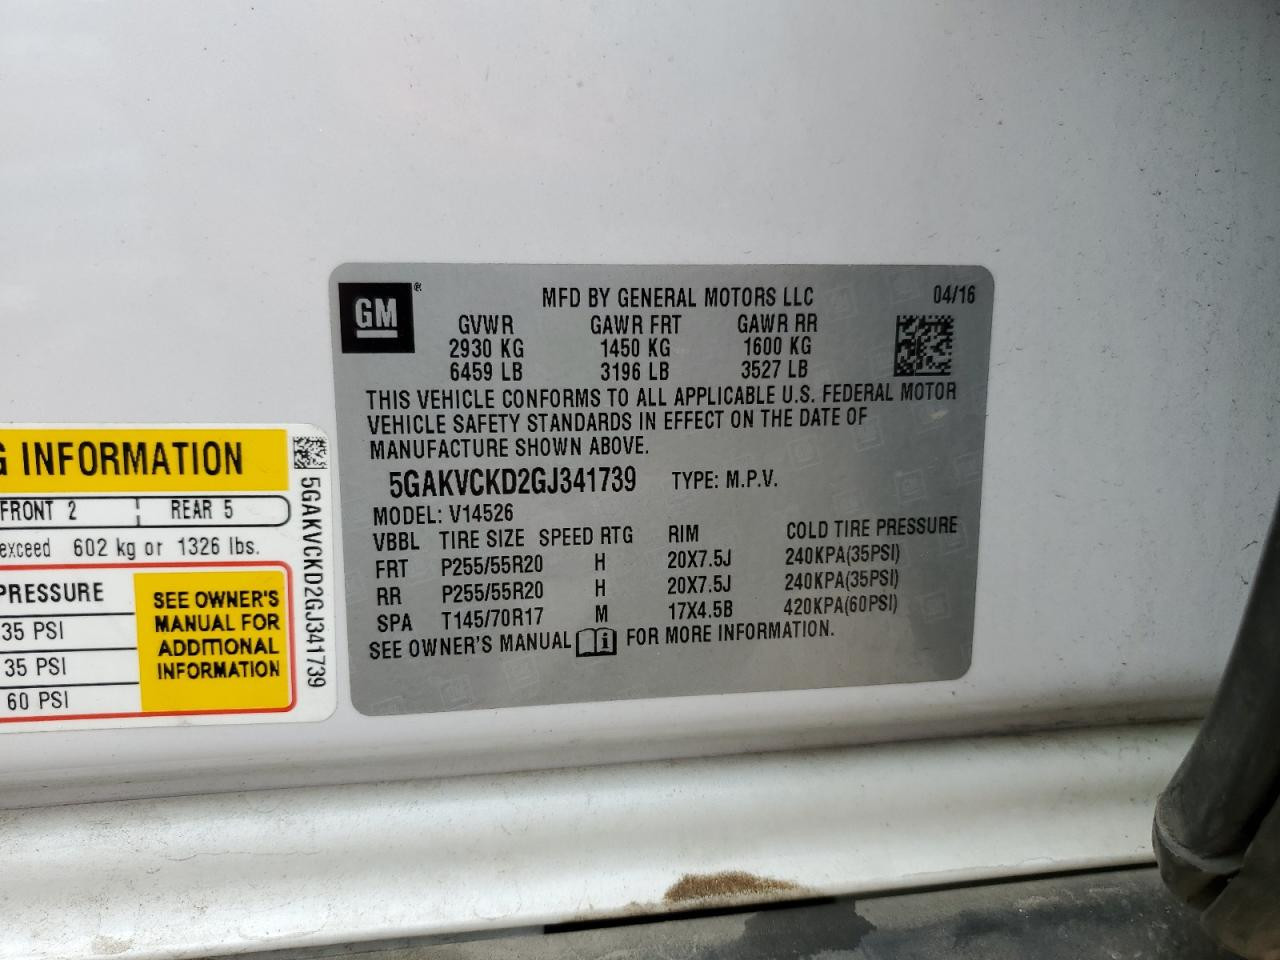 GM®
MFD BY GENERAL MOTORS LLC 04/16
GVWR GAWR FRT GAWR RR
2930 KG 1450 KG 1600 KG
6459 LB 3196 LB 3527 LB
THIS VEHICLE CONFORMS TO ALL APPLICABLE U.S. FEDERAL MOTOR
VEHICLE SAFETY STANDARDS IN EFFECT ON THE DATE OF
MANUFACTURE SHOWN ABOVE.
5GAKVCKD2GJ341739 TYPE: M.P.V.
MODEL: V14526
VBBL TIRE SIZE SPEED RTG RIM COLD TIRE PRESSURE
FRT P255/55R20 H 20X7.5J 240KPA(35PSI)
RR P255/55R20 H 20X7.5J 240KPA(35PSI)
SPA T145/70R17 M 17X4.5B 420KPA(60PSI)
SEE OWNER'S MANUAL FOR MORE INFORMATION.
G INFORMATION
FRONT 2 REAR 5
exceed 602 kg or 1326 lbs.
PRESSURE
35 PSI
35 PSI
60 PSI
SEE OWNER'S
MANUAL FOR
ADDITIONAL
INFORMATION
5GAKVCKD2GJ341739